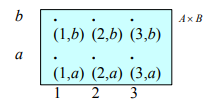 b
(1,b) (2,b) (3,b)
A × B
a
(1,a) (2,a) (3,a)
1 2 3